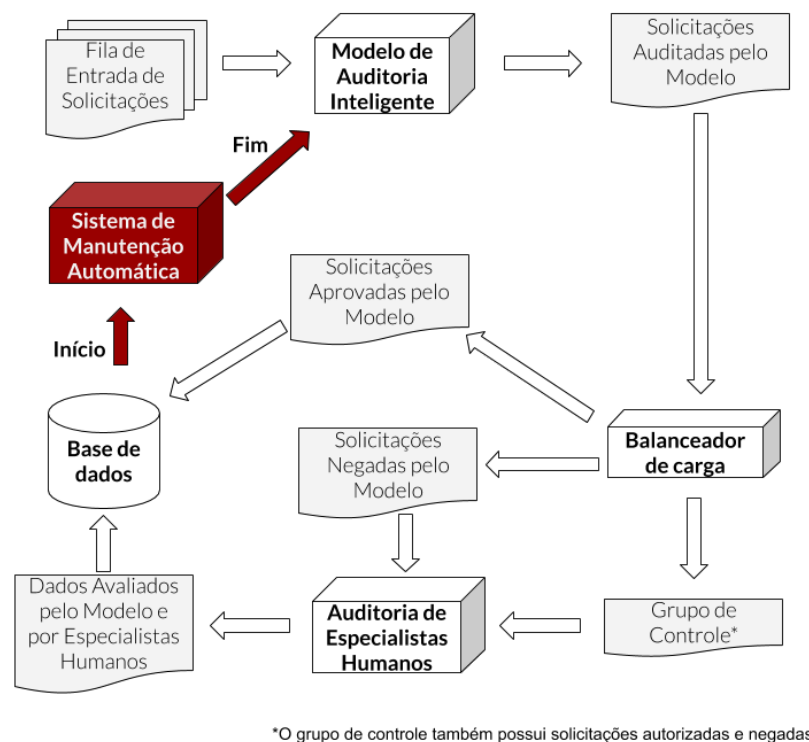 Fila de
Entrada de
Solicitações
Modelo de
Auditoria
Inteligente
Solicitações
Auditadas pelo
Modelo
Fim
Sistema de
Manutenção
Automática
Solicitações
Aprovadas pelo
Modelo
Início
Base de
dados
Solicitações
Negadas pelo
Modelo
Balanceador
de carga
Dados Avaliados
pelo Modelo e
por Especialistas
Humanos
Auditoria de
Especialistas
Humanos
Grupo de
Controle*
*O grupo de controle também possui solicitações autorizadas e negadas